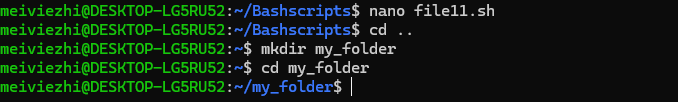 meiviezhi@DESKTOP-LG5RU52:~/Bashscripts$ nano file11.sh
meiviezhi@DESKTOP-LG5RU52:~/Bashscripts$ cd ..
meiviezhi@DESKTOP-LG5RU52:~$ mkdir my_folder
meiviezhi@DESKTOP-LG5RU52:~$ cd my_folder
meiviezhi@DESKTOP-LG5RU52:~/my_folder$